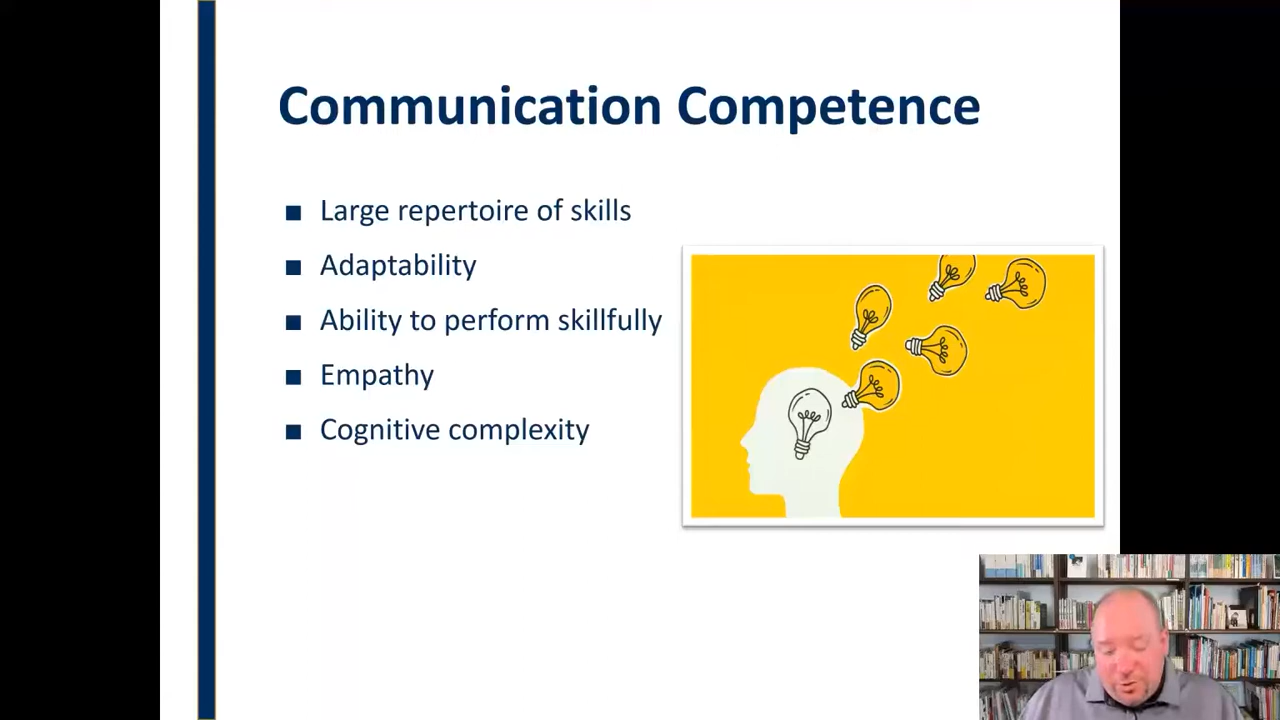 Communication Competence
Large repertoire of skills
Adaptability
Ability to perform skillfully
Empathy
Cognitive complexity